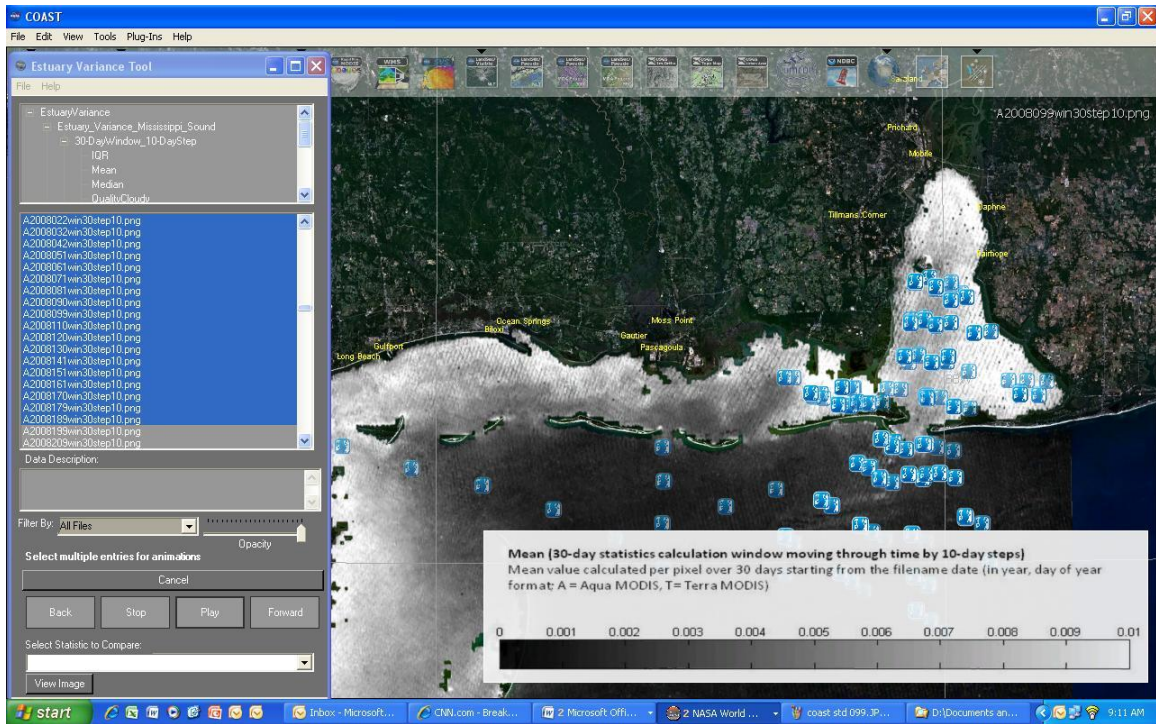 COAST
File Edit View Tools Plug-Ins Help
Estuary Variance Tool
File Help
EstuaryVariance
Estuary_Variance_Mississippi_Sound
30-DayWindow_10-DayStep
IQR
Mean
Median
QualityCloudy
A2008022win30step10.png
A2008032win30step10.png
A2008042win30step10.png
A2008051win30step10.png
A2008061win30step10.png
A2008071win30step10.png
A2008081win30step10.png
A2008090win30step10.png
A2008099win30step10.png
A2008110win30step10.png
A2008120win30step10.png
A2008130win30step10.png
A2008141win30step10.png
A2008151win30step10.png
A2008161win30step10.png
A2008170win30step10.png
A2008179win30step10.png
A2008189win30step10.png
A2008199win30step10.png
A2008209win30step10.png
Data Description:
Filter By: All Files
Opacity
Select multiple entries for animations
Cancel
Back Stop Play Forward
Select Statistic to Compare:
View Image
WMS
NDBC
Saraland
A2008099win30step10.png
Prichard
Mobile
Tillmans Corner
Daphne
Fairhope
Ocean Springs
Biloxi
Moss Point
Gautier
Gulfport
Pascagoula
Long Beach
Mean (30-day statistics calculation window moving through time by 10-day steps)
Mean value calculated per pixel over 30 days starting from the filename date (in year, day of year
format; A = Aqua MODIS, T= Terra MODIS)
0 0.001 0.002 0.003 0.004 0.005 0.006 0.007 0.008 0.009 0.01
start
Inbox - Microsoft...
CNN.com - Break...
2 Microsoft Offi...
2 NASA World ...
coast std 099.JP...
D:\Documents an...
9:11 AM